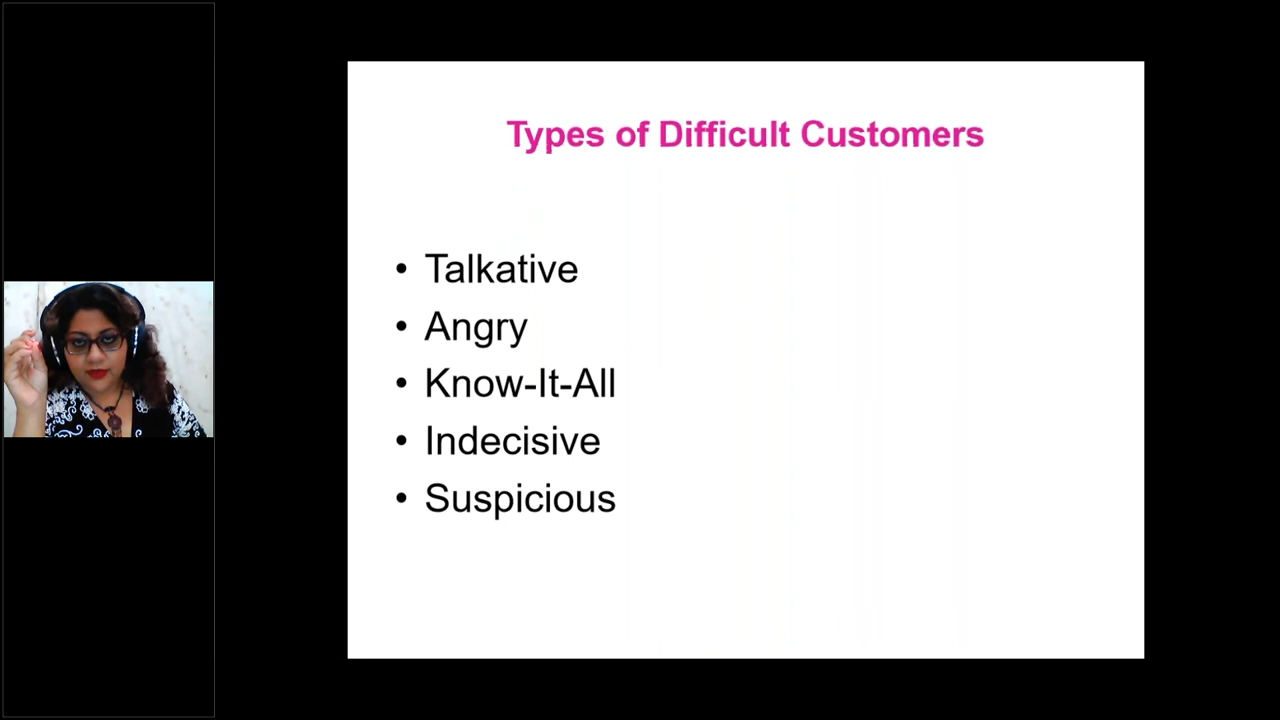 Types of Difficult Customers
• Talkative
• Angry
• Know-It-All
• Indecisive
• Suspicious